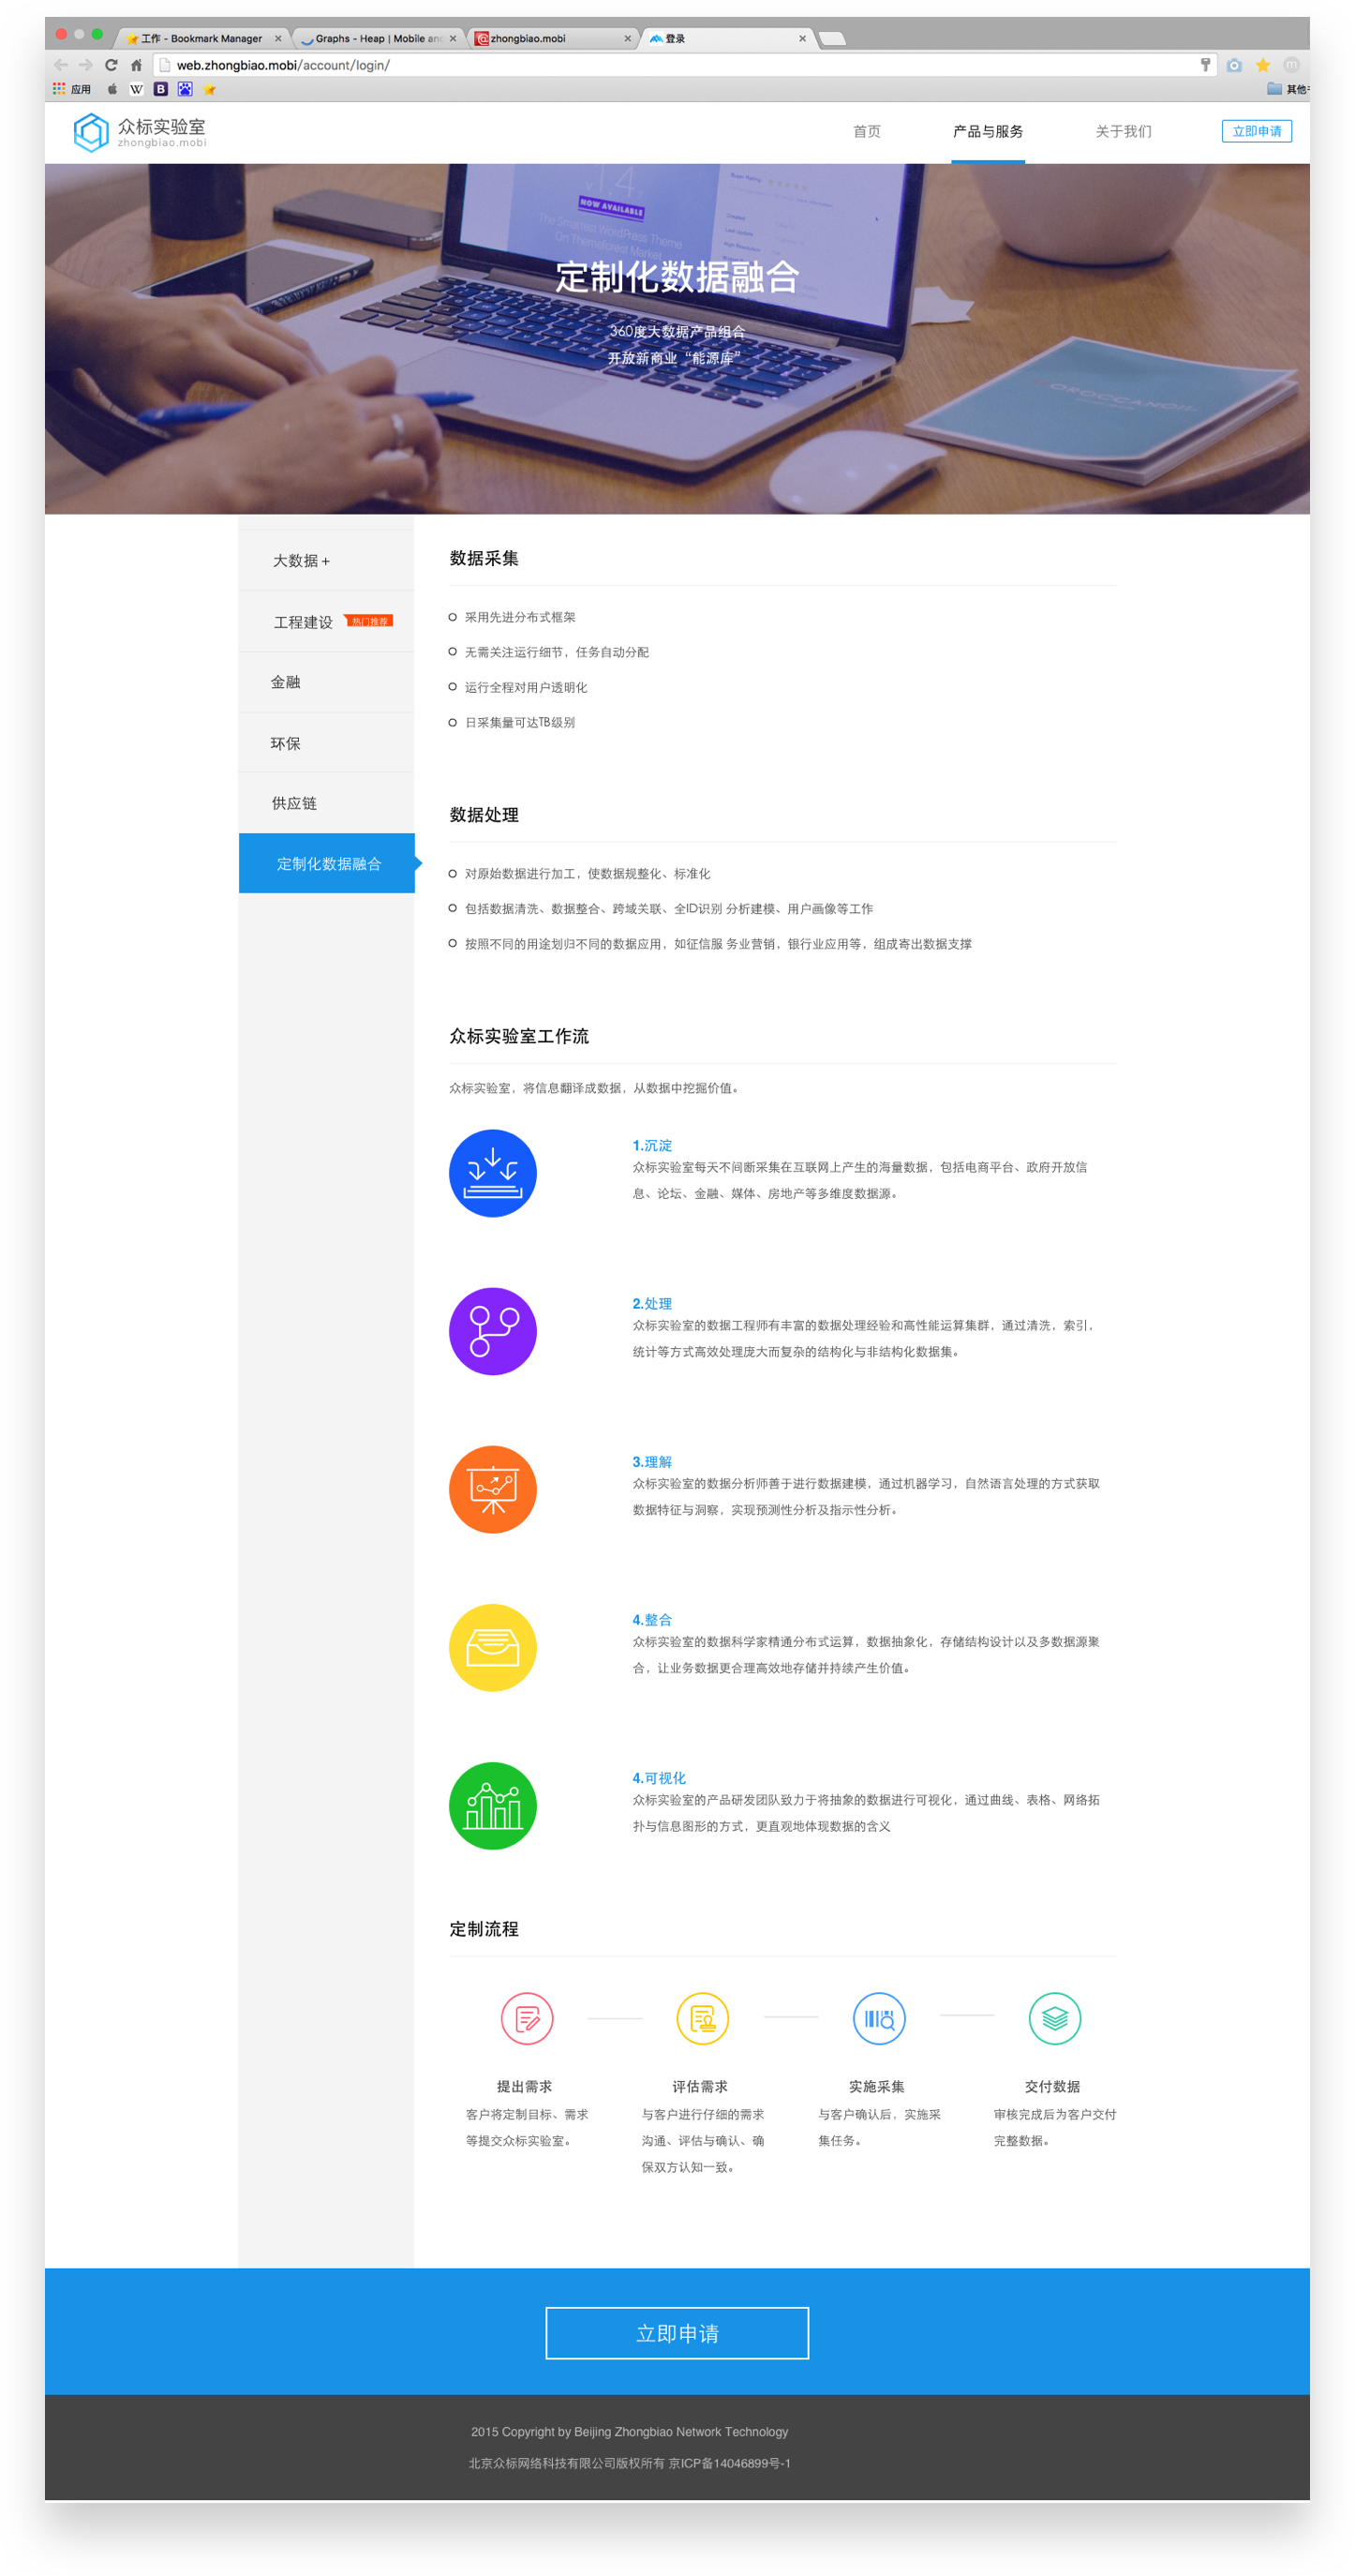 工作 - Bookmark Manager
Graphs - Heap | Mobile and
zhongbiao.mobi
登录
web.zhongbiao.mobi/account/login/
应用
W
B
其他
众标实验室
zhongbiao.mobi
首页
产品与服务
关于我们
立即申请
1.4
NOW AVAILABLE
The Smartest WordPress Theme
On Themeforest Market
定制化数据融合
360度大数据产品组合
开放新商业“能源库”
OROCCANOIL
大数据+
工程建设 热门推荐
金融
环保
供应链
定制化数据融合
数据采集
采用先进分布式框架
无需关注运行细节，任务自动分配
运行全程对用户透明化
日采集量可达TB级别
数据处理
对原始数据进行加工，使数据规整化、标准化
包括数据清洗、数据整合、跨域关联、全ID识别 分析建模、用户画像等工作
按照不同的用途划归不同的数据应用，如征信服 务业营销，银行业应用等，组成寄出数据支撑
众标实验室工作流
众标实验室，将信息翻译成数据，从数据中挖掘价值。
1.沉淀
众标实验室每天不间断采集在互联网上产生的海量数据，包括电商平台、政府开放信
息、论坛、金融、媒体、房地产等多维度数据源。
2.处理
众标实验室的数据工程师有丰富的数据处理经验和高性能运算集群，通过清洗，索引，
统计等方式高效处理庞大而复杂的结构化与非结构化数据集。
3.理解
众标实验室的数据分析师善于进行数据建模，通过机器学习，自然语言处理的方式获取
数据特征与洞察，实现预测性分析及指示性分析。
4.整合
众标实验室的数据科学家精通分布式运算，数据抽象化，存储结构设计以及多数据源聚
合，让业务数据更合理高效地存储并持续产生价值。
4.可视化
众标实验室的产品研发团队致力于将抽象的数据进行可视化，通过曲线、表格、网络拓
扑与信息图形的方式，更直观地体现数据的含义
定制流程
提出需求
客户将定制目标、需求
等提交众标实验室。
评估需求
与客户进行仔细的需求
沟通、评估与确认、确
保双方认知一致。
实施采集
与客户确认后，实施采
集任务。
交付数据
审核完成后为客户交付
完整数据。
立即申请
2015 Copyright by Beijing Zhongbiao Network Technology
北京众标网络科技有限公司版权所有 京ICP备14046899号-1